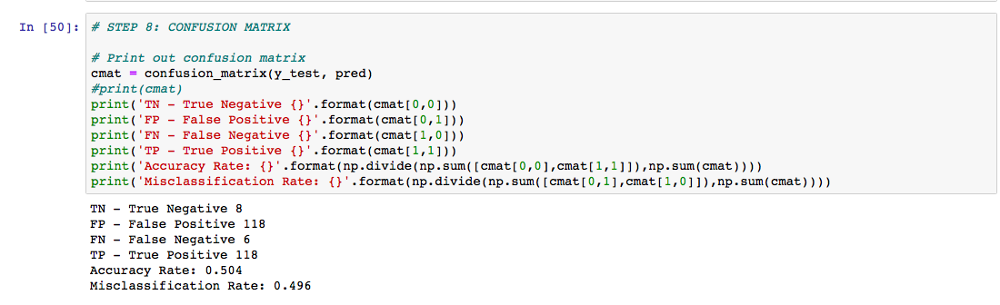 In [50]: # STEP 8: CONFUSION MATRIX
# Print out confusion matrix
cmat = confusion_matrix(y_test, pred)
#print(cmat)
print('TN - True Negative {}'.format(cmat[0,0]))
print('FP - False Positive {}'.format(cmat[0,1]))
print('FN - False Negative {}'.format(cmat[1,0]))
print('TP - True Positive {}'.format(cmat[1,1]))
print('Accuracy Rate: {}'.format(np.divide(np.sum([cmat[0,0],cmat[1,1]]),np.sum(cmat))))
print('Misclassification Rate: {}'.format(np.divide(np.sum([cmat[0,1],cmat[1,0]]),np.sum(cmat))))
TN - True Negative 8
FP - False Positive 118
FN - False Negative 6
TP - True Positive 118
Accuracy Rate: 0.504
Misclassification Rate: 0.496